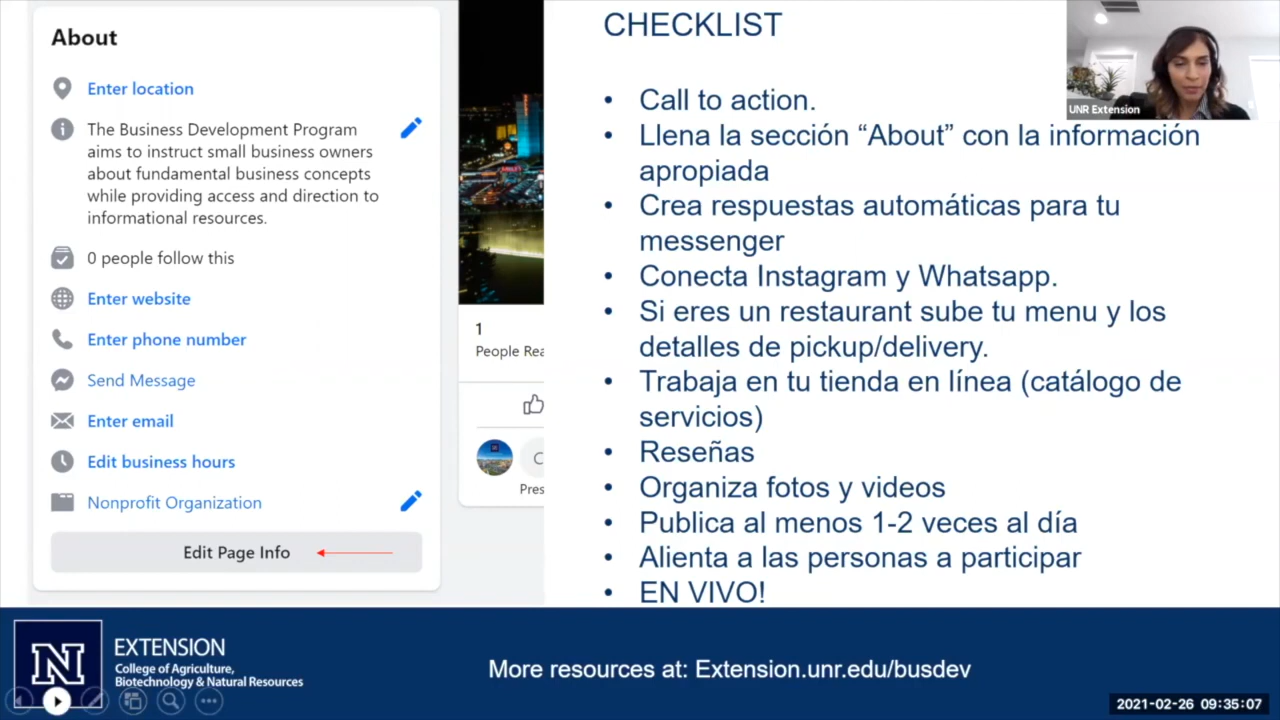 About
Enter location
The Business Development Program
aims to instruct small business owners
about fundamental business concepts
while providing access and direction to
informational resources.
0 people follow this
Enter website
Enter phone number
Send Message
Enter email
Edit business hours
Nonprofit Organization
Edit Page Info
1
People Rea
C
Pres
CHECKLIST
• Call to action.
• Llena la sección “About” con la información
apropiada
• Crea respuestas automáticas para tu
messenger
• Conecta Instagram y Whatsapp.
• Si eres un restaurant sube tu menu y los
detalles de pickup/delivery.
• Trabaja en tu tienda en línea (catálogo de
servicios)
• Reseñas
• Organiza fotos y videos
• Publica al menos 1-2 veces al día
• Alienta a las personas a participar
• EN VIVO!
UNR Extension
N
EXTENSION
College of Agriculture,
Biotechnology & Natural Resources
More resources at: Extension.unr.edu/busdev
2021-02-26 09:35:07